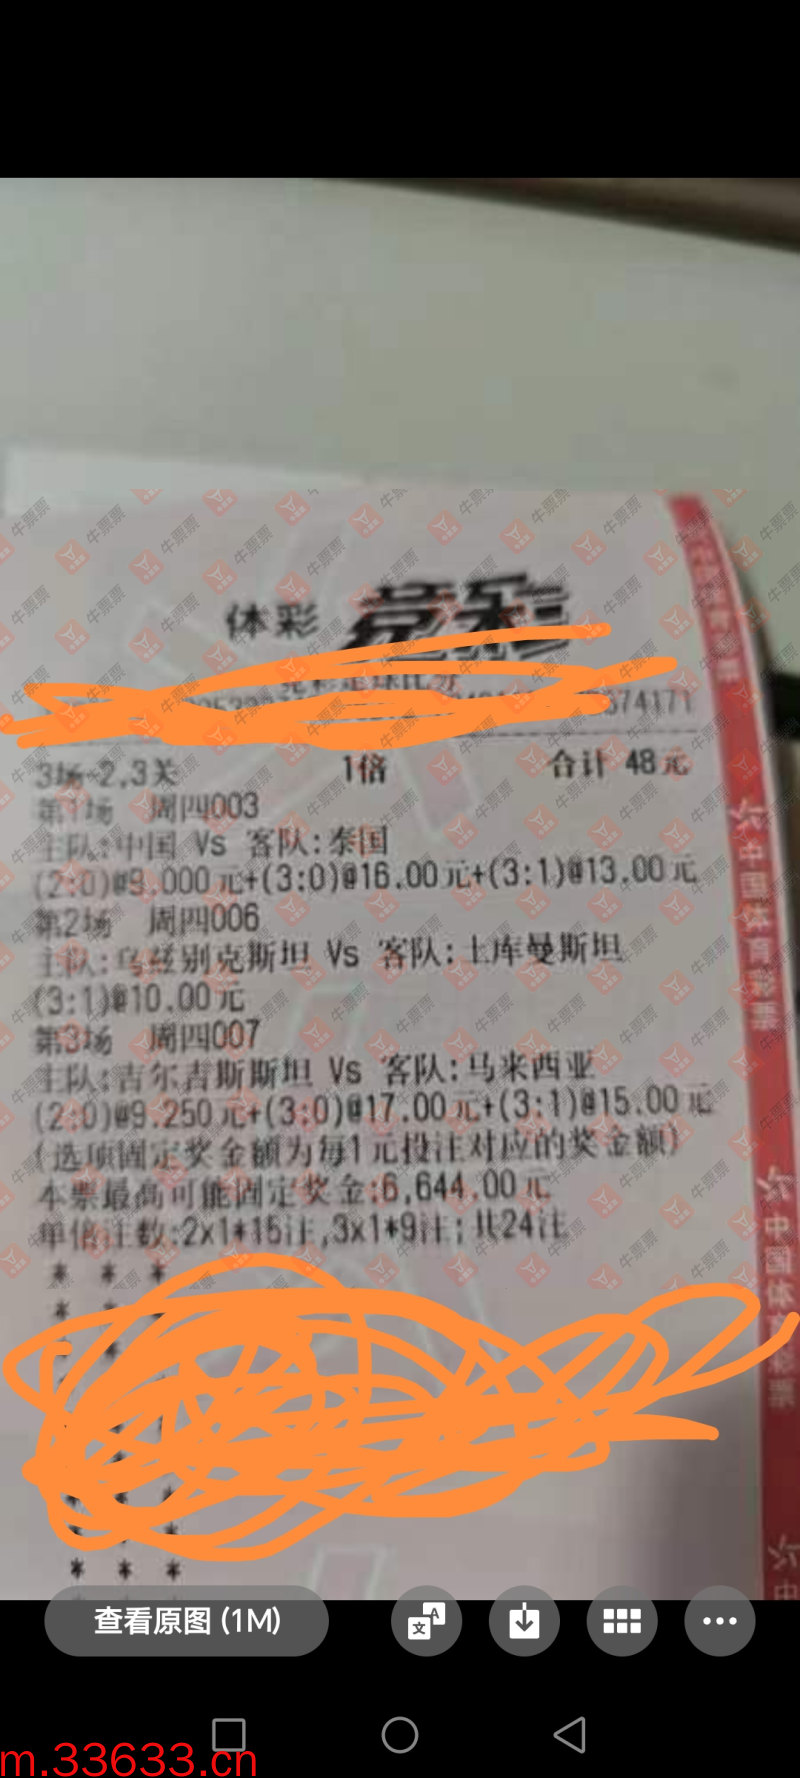 体彩 竞彩
竞彩足球比分
674171
3场-2,3关 1倍 合计 48元
第1场 周四003
主队:中国 Vs 客队:泰国
(2:0)@9.000元+(3:0)@16.00元+(3:1)@13.00元
第2场 周四006
主队:乌兹别克斯坦 Vs 客队:土库曼斯坦
(3:1)@10.00元
第3场 周四007
主队:吉尔吉斯斯坦 Vs 客队:马来西亚
(2:0)@9.250元+(3:0)@17.00元+(3:1)@15.00元
(选项固定奖金额为每1元投注对应的奖金额)
本票最高可能固定奖金:6,644.00元
单倍注数:2x1*15注,3x1*9注;共24注
* * *
牛票票
查看原图 (1M)
m.33633.cn